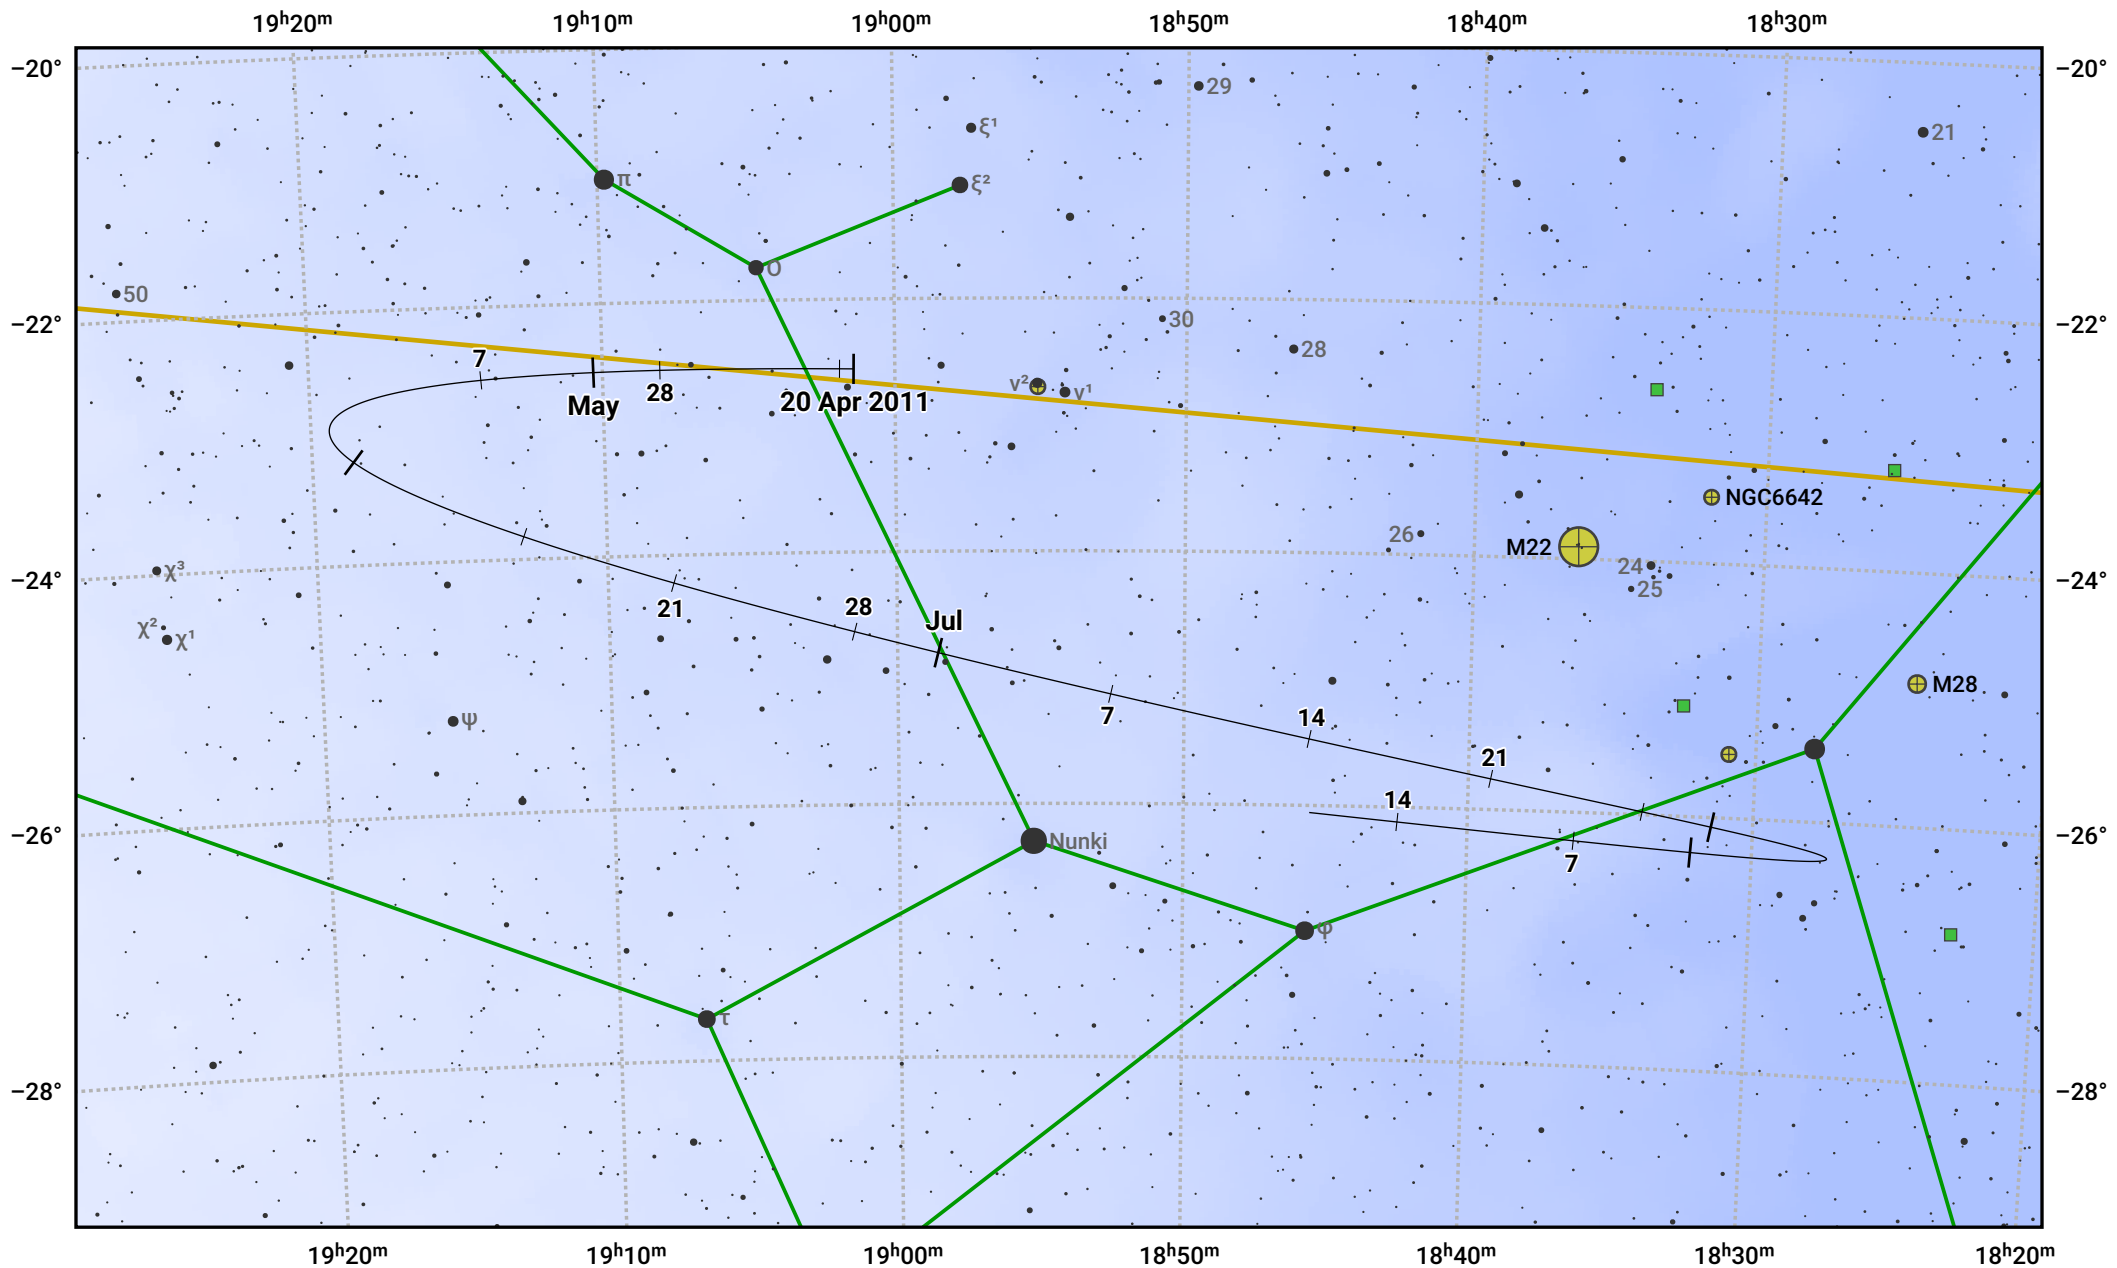 19ʰ20ᵐ 19ʰ10ᵐ 19ʰ00ᵐ 18ʰ50ᵐ 18ʰ40ᵐ 18ʰ30ᵐ
−20° −20°
29
ξ¹ 21
π ξ²
ο
50
30
−22° −22°
28
7
ν² ν¹
28
May 20 Apr 2011
NGC6642
26
M22
24
χ³
−24° −24°
25
21 28
Jul
χ² χ¹
M28
ψ 7 14
21
14
−26° −26°
Nunki
7
φ
τ
−28° −28°
19ʰ20ᵐ 19ʰ10ᵐ 19ʰ00ᵐ 18ʰ50ᵐ 18ʰ40ᵐ 18ʰ30ᵐ 18ʰ20ᵐ